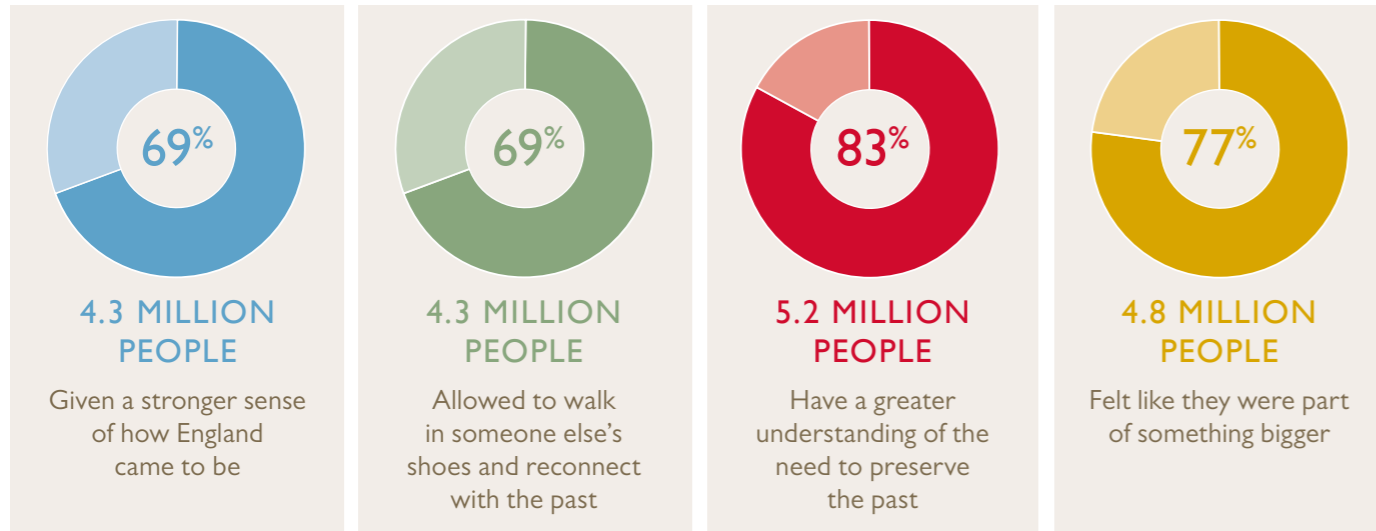 69%
4.3 MILLION
PEOPLE
Given a stronger sense
of how England
came to be
69%
4.3 MILLION
PEOPLE
Allowed to walk
in someone else’s
shoes and reconnect
with the past
83%
5.2 MILLION
PEOPLE
Have a greater
understanding of the
need to preserve
the past
77%
4.8 MILLION
PEOPLE
Felt like they were part
of something bigger